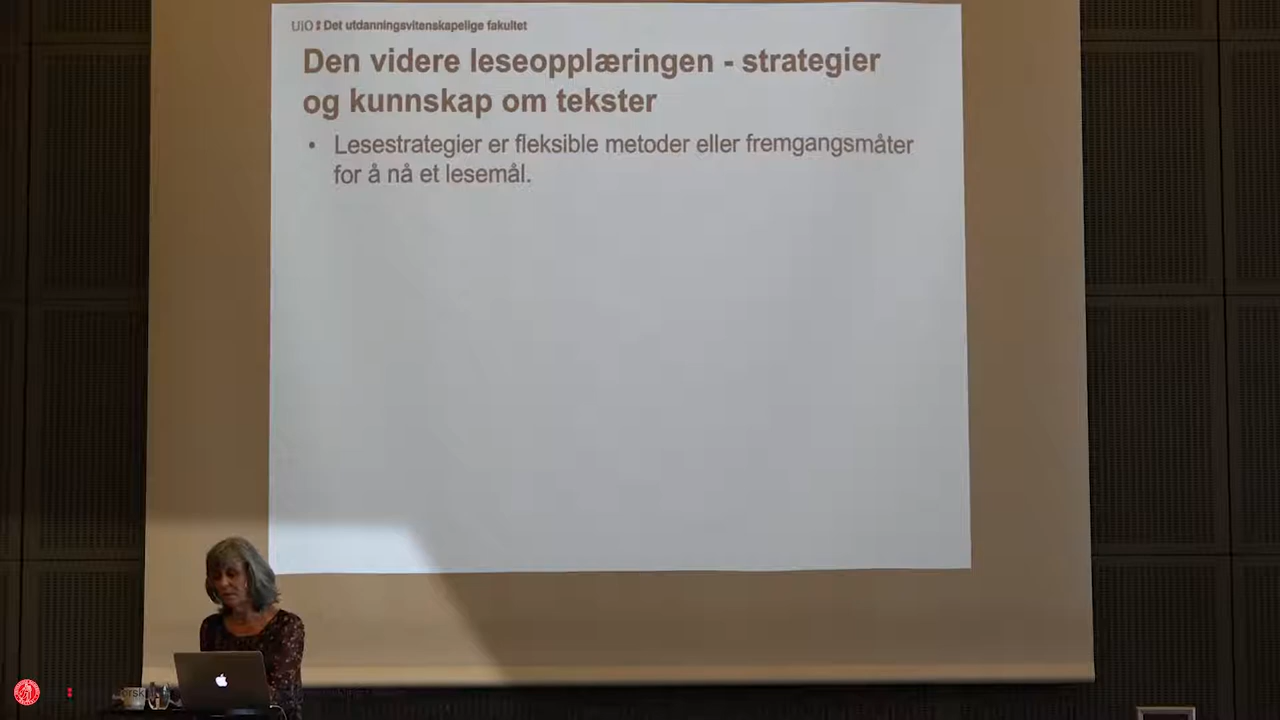 UiO : Det utdanningsvitenskapelige fakultet
Den videre leseopplæringen - strategier
og kunnskap om tekster
• Lesestrategier er fleksible metoder eller fremgangsmåter
for å nå et lesemål.